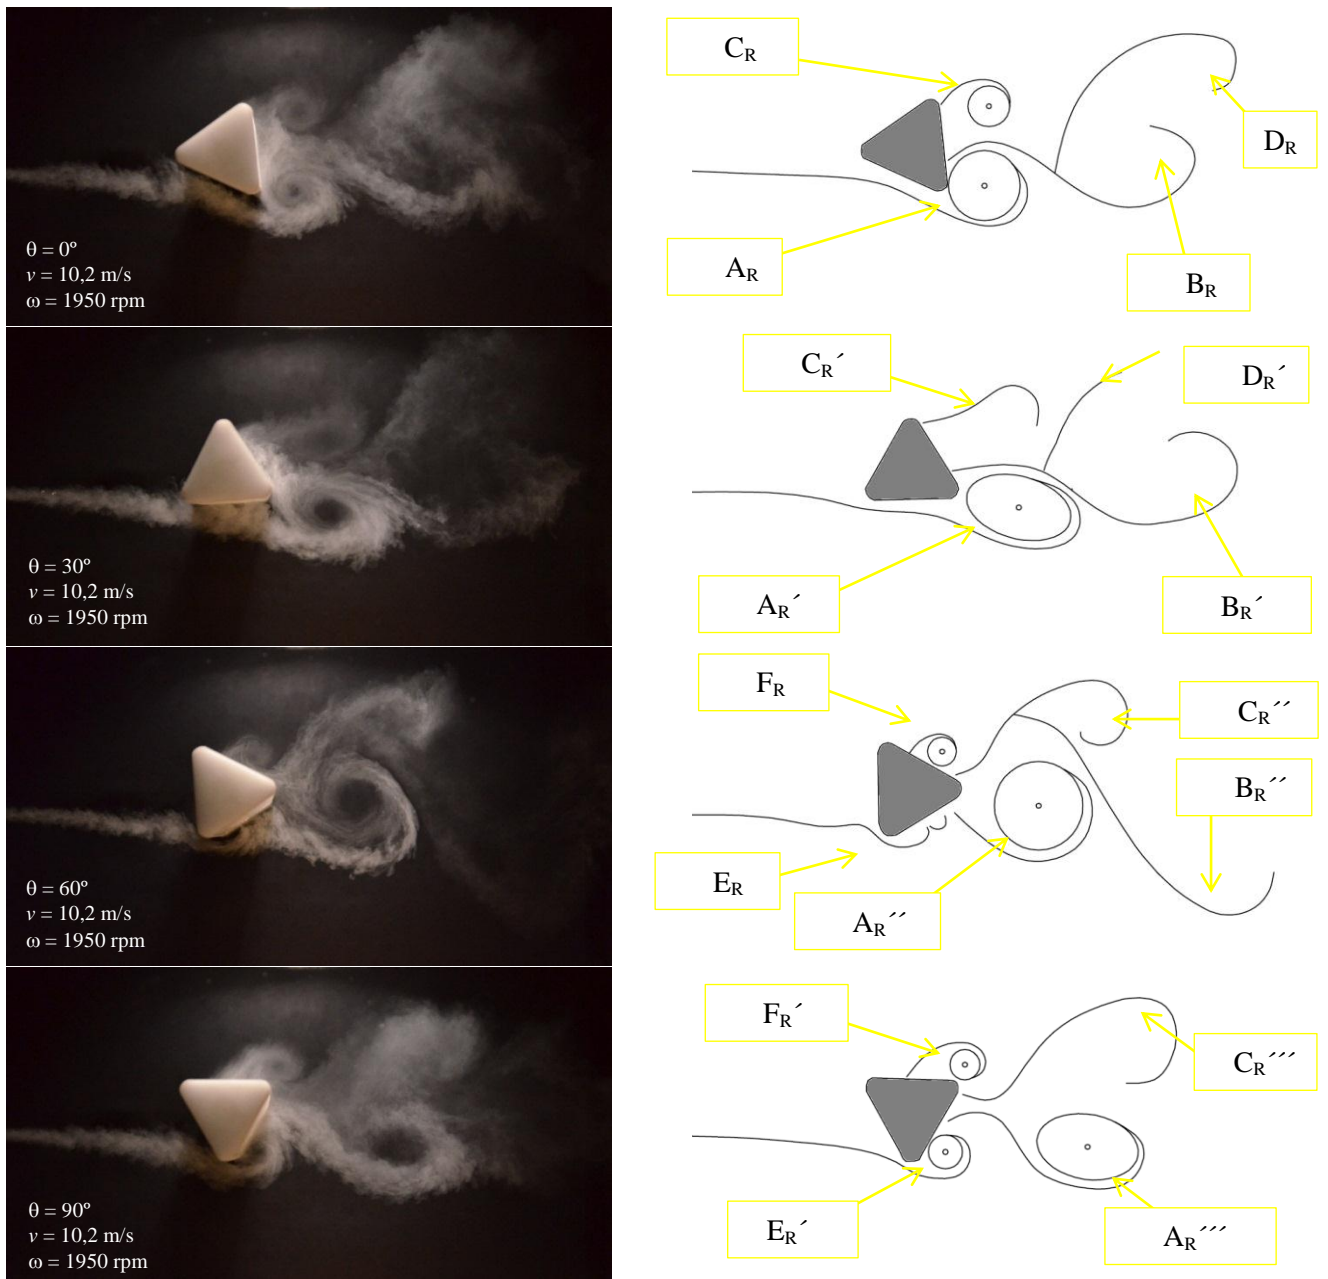 θ = 0º
v = 10,2 m/s
ω = 1950 rpm
C_R
D_R
A_R
B_R
θ = 30º
v = 10,2 m/s
ω = 1950 rpm
C_R´
D_R´
A_R´
B_R´
θ = 60º
v = 10,2 m/s
ω = 1950 rpm
F_R
C_R´´
B_R´´
E_R
A_R´´
θ = 90º
v = 10,2 m/s
ω = 1950 rpm
F_R´
C_R´´´
E_R´
A_R´´´